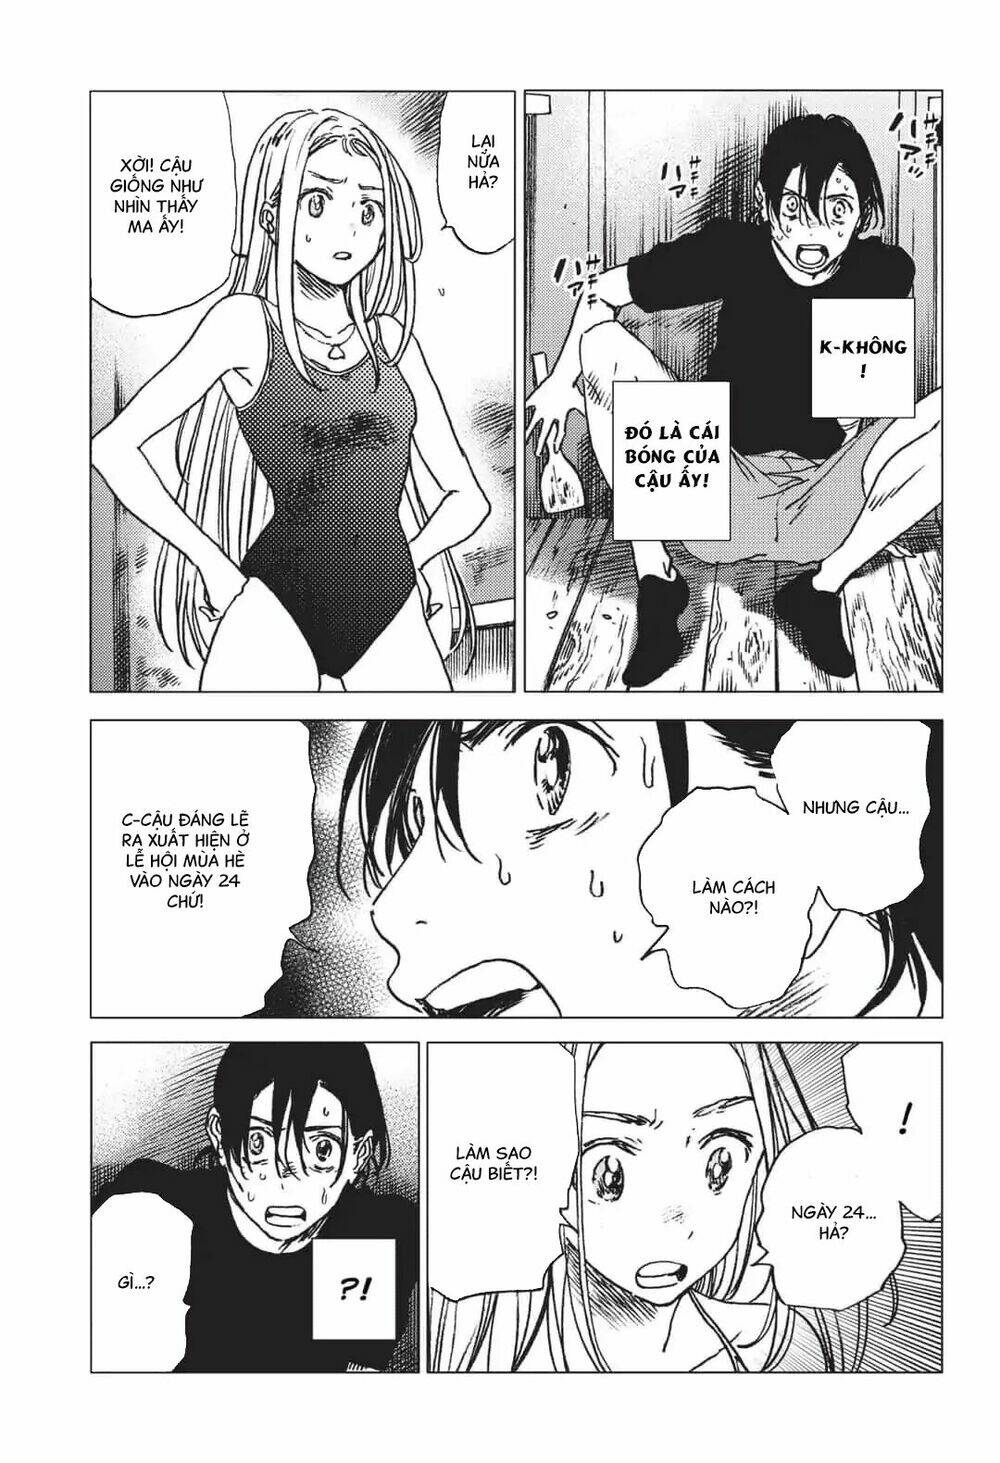 K-KHÔNG
!
ĐÓ LÀ CÁI
BÓNG CỦA
CẬU ẤY!
LẠI
NỮA
HẢ?
XỜI! CẬU
GIỐNG NHƯ
NHÌN THẤY
MA ẤY!
NHƯNG CẬU...
LÀM CÁCH
NÀO?!
C-CẬU ĐÁNG LẼ
RA XUẤT HIỆN Ở
LỄ HỘI MÙA HÈ
VÀO NGÀY 24
CHỨ!
!
NGÀY 24...
HẢ?
LÀM SAO
CẬU BIẾT?!
?!
GÌ...?